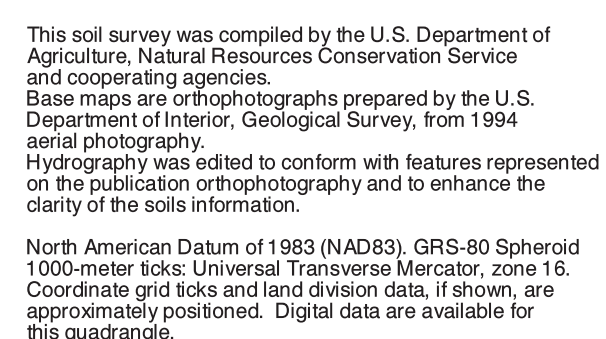 This soil survey was compiled by the U.S. Department of
Agriculture, Natural Resources Conservation Service
and cooperating agencies.
Base maps are orthophotographs prepared by the U.S.
Department of Interior, Geological Survey, from 1994
aerial photography.
Hydrography was edited to conform with features represented
on the publication orthophotography and to enhance the
clarity of the soils information.

North American Datum of 1983 (NAD83). GRS-80 Spheroid
1000-meter ticks: Universal Transverse Mercator, zone 16.
Coordinate grid ticks and land division data, if shown, are
approximately positioned.  Digital data are available for
this quadrangle.